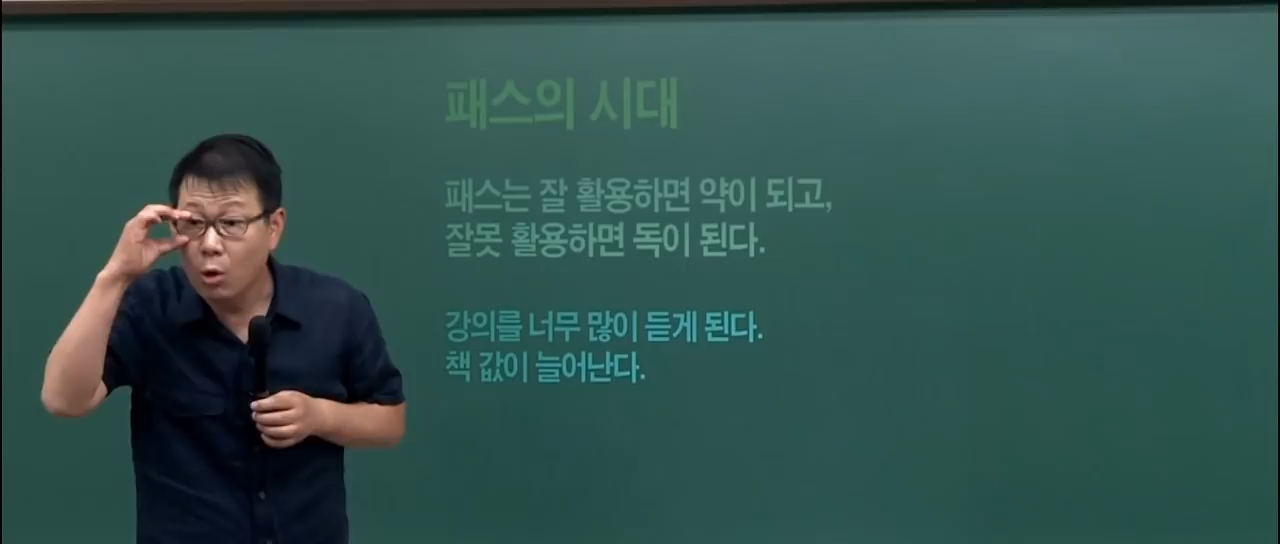 패스의 시대
패스는 잘 활용하면 약이 되고,
잘못 활용하면 독이 된다.
강의를 너무 많이 듣게 된다.
책 값이 늘어난다.